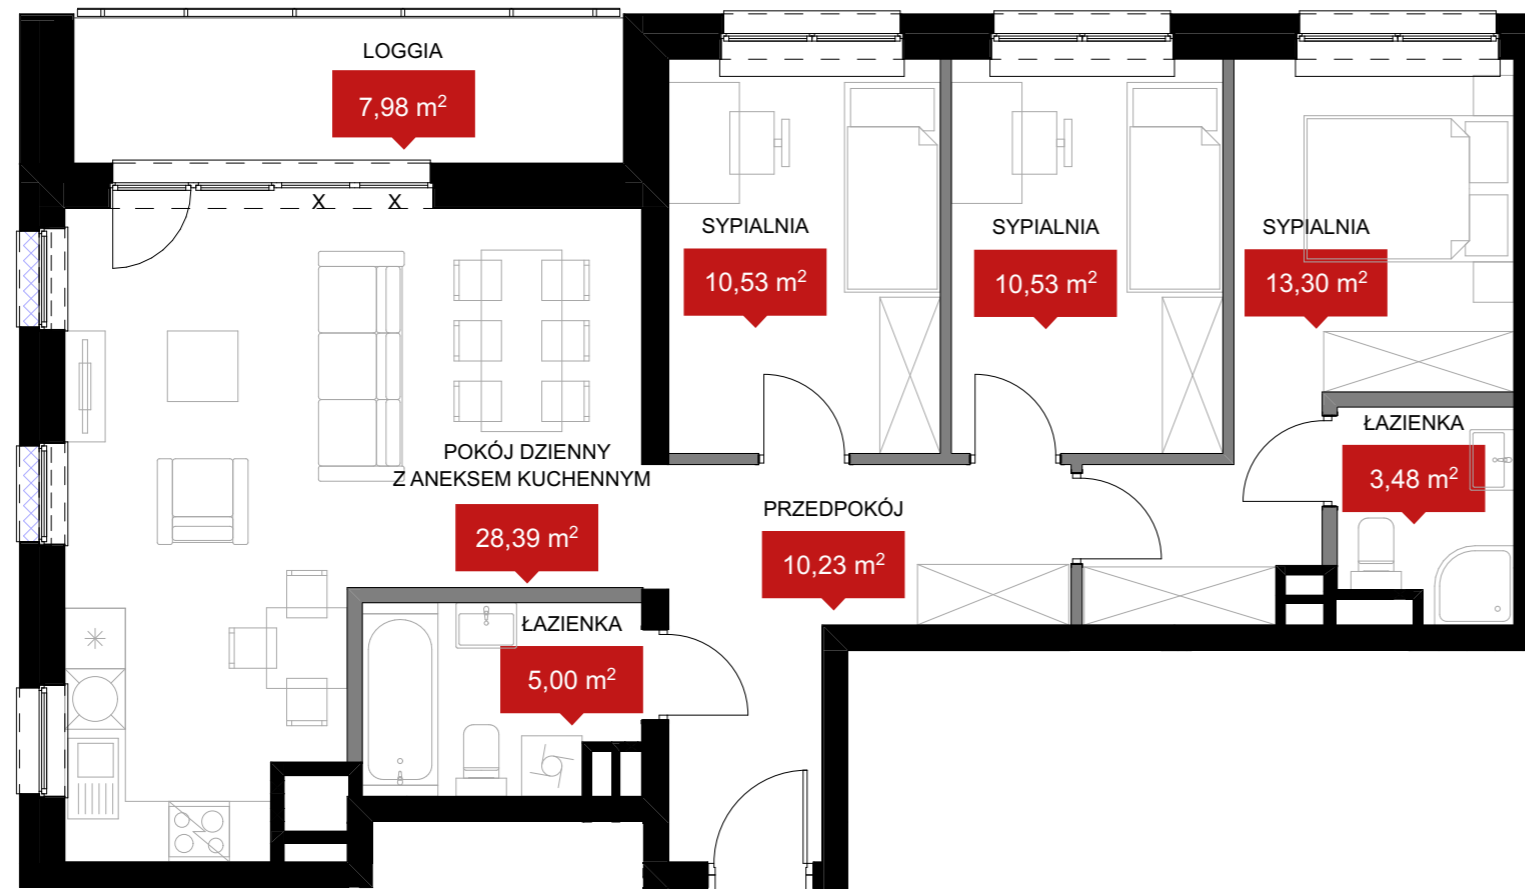 LOGGIA
7,98 m²
X X
SYPIALNIA
10,53 m²
SYPIALNIA
10,53 m²
SYPIALNIA
13,30 m²
POKÓJ DZIENNY
Z ANEKSEM KUCHENNYM
28,39 m²
PRZEDPOKÓJ
10,23 m²
ŁAZIENKA
3,48 m²
ŁAZIENKA
5,00 m²